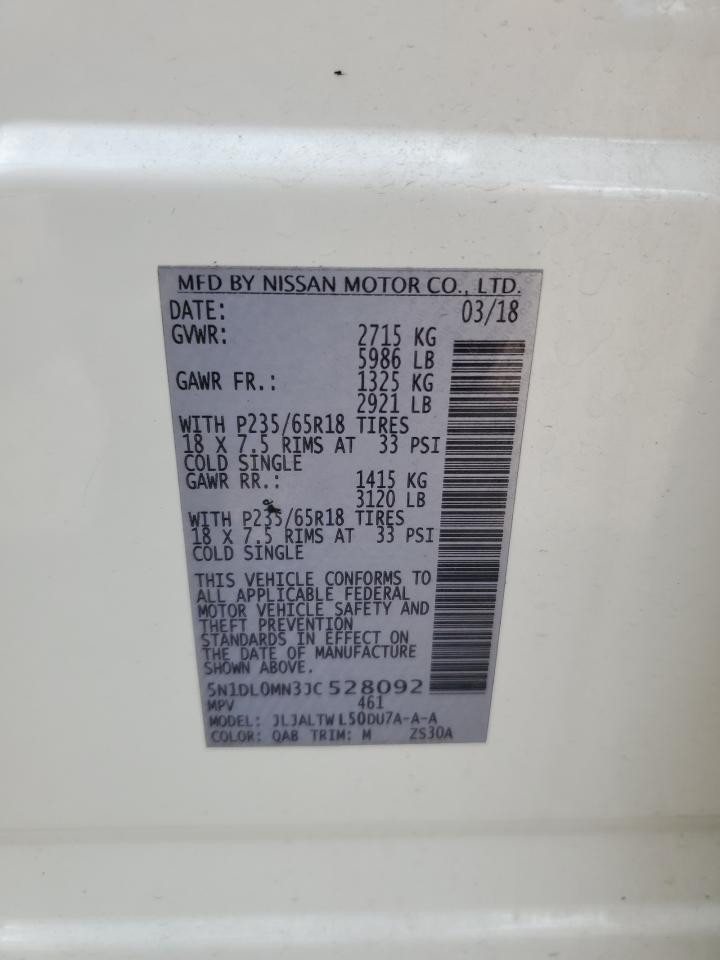 MFD BY NISSAN MOTOR CO., LTD.
DATE: 03/18
GVWR: 2715 KG
5986 LB
GAWR FR.: 1325 KG
2921 LB
WITH P235/65R18 TIRES
18 X 7.5 RIMS AT 33 PSI
COLD SINGLE
GAWR RR.: 1415 KG
3120 LB
WITH P235/65R18 TIRES
18 X 7.5 RIMS AT 33 PSI
COLD SINGLE
THIS VEHICLE CONFORMS TO
ALL APPLICABLE FEDERAL
MOTOR VEHICLE SAFETY AND
THEFT PREVENTION
STANDARDS IN EFFECT ON
THE DATE OF MANUFACTURE
SHOWN ABOVE.
5N1DL0MN3JC528092
MPV 461
MODEL: JLJALTW L50DU7A-A-A
COLOR: QAB TRIM: M ZS30A